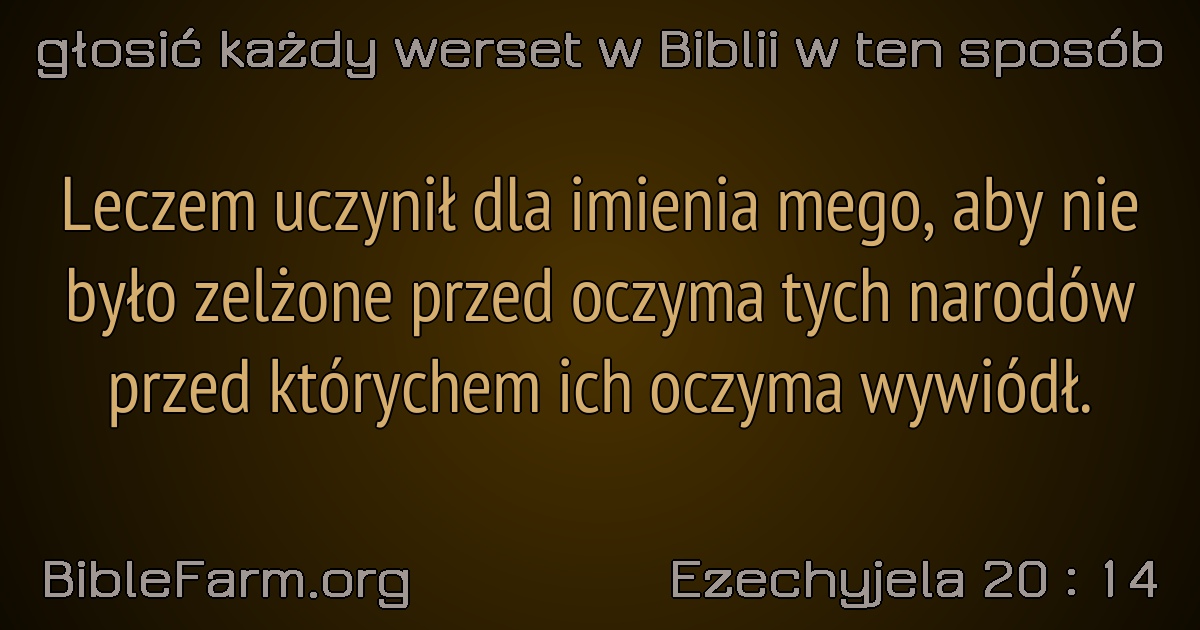 głosić każdy werset w Biblii w ten sposób
Leczem uczynił dla imienia mego, aby nie
było zelżone przed oczyma tych narodów
przed którychem ich oczyma wywiódł.
BibleFarm.org
Ezechyjela 20 : 14